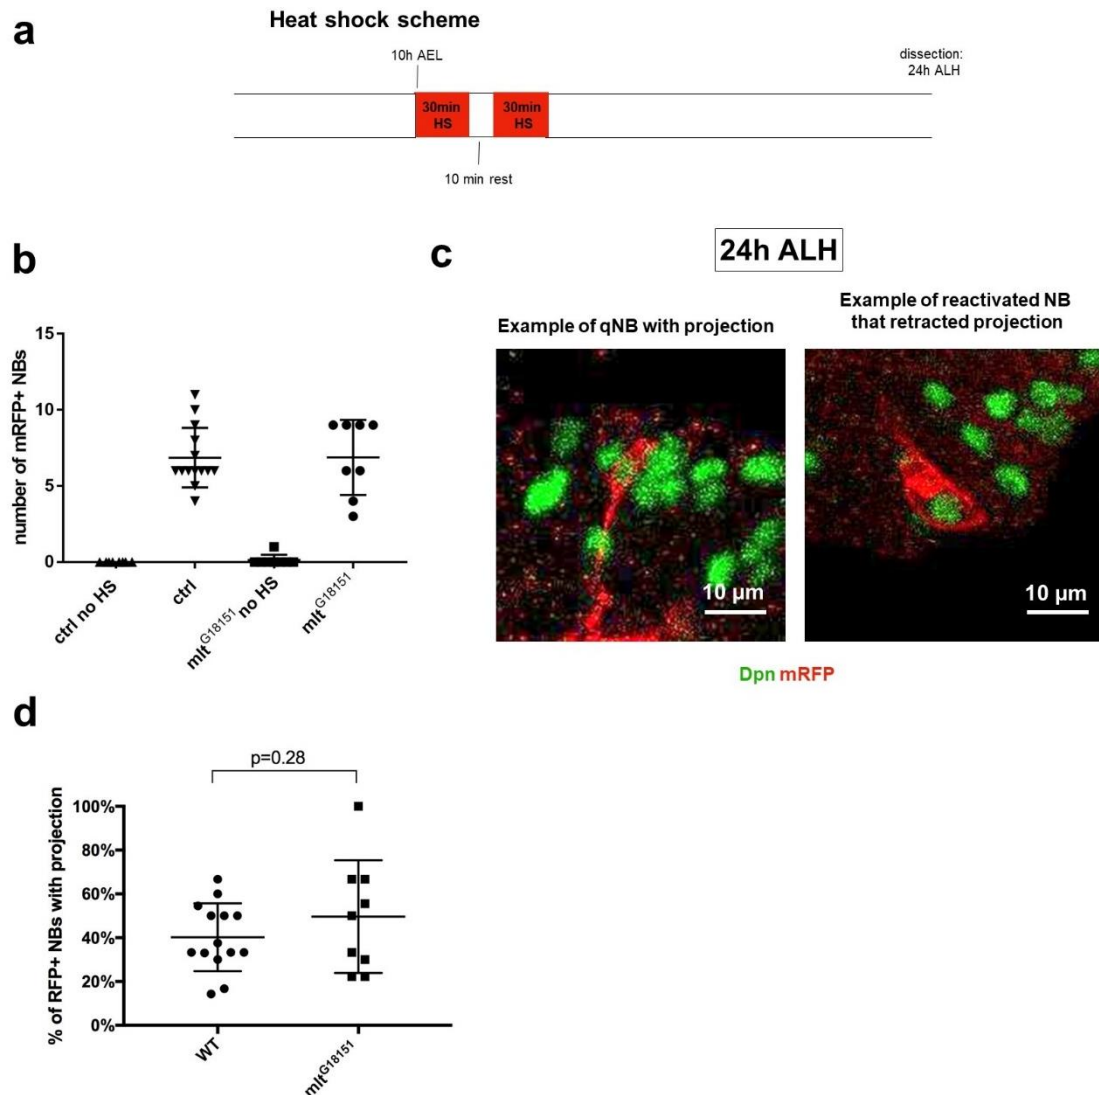 a
Heat shock scheme
10h AEL
dissection:
24h ALH
30min
HS
30min
HS
10 min rest
b
number of mRFP+ NBs
15
10
5
0
ctrl no HS
ctrl
mlt^G18151 no HS
mlt^G18151
c
24h ALH
Example of qNB with projection
10 µm
Example of reactivated NB
that retracted projection
10 µm
Dpn mRFP
d
p=0.28
% of RFP+ NBs with projection
100%
80%
60%
40%
20%
0%
WT
mlt^G18151